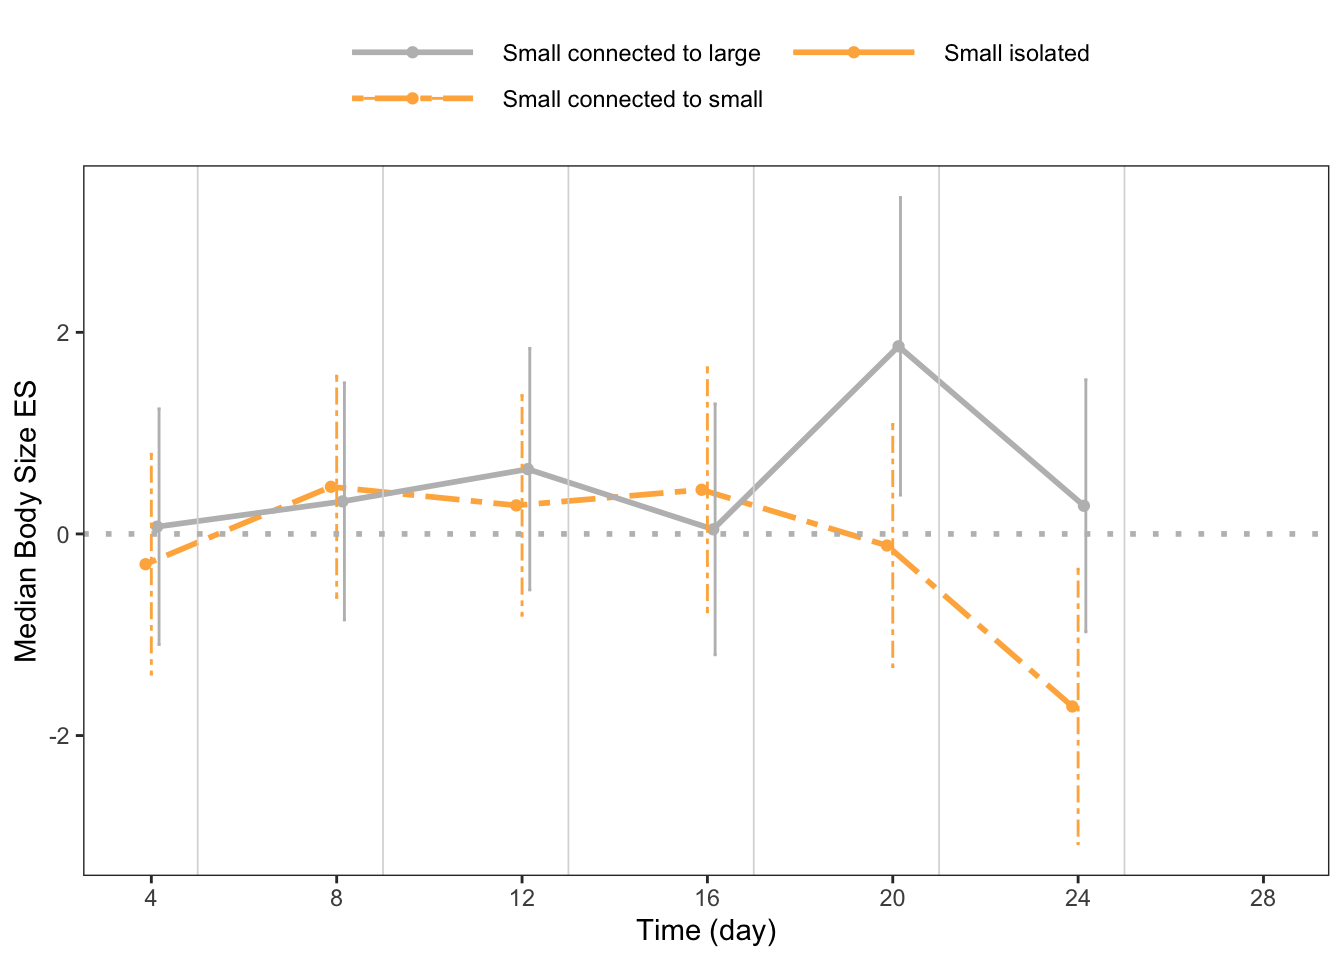 Small connected to large
Small isolated
Small connected to small
Median Body Size ES
2
0
-2
4 8 12 16 20 24 28
Time (day)